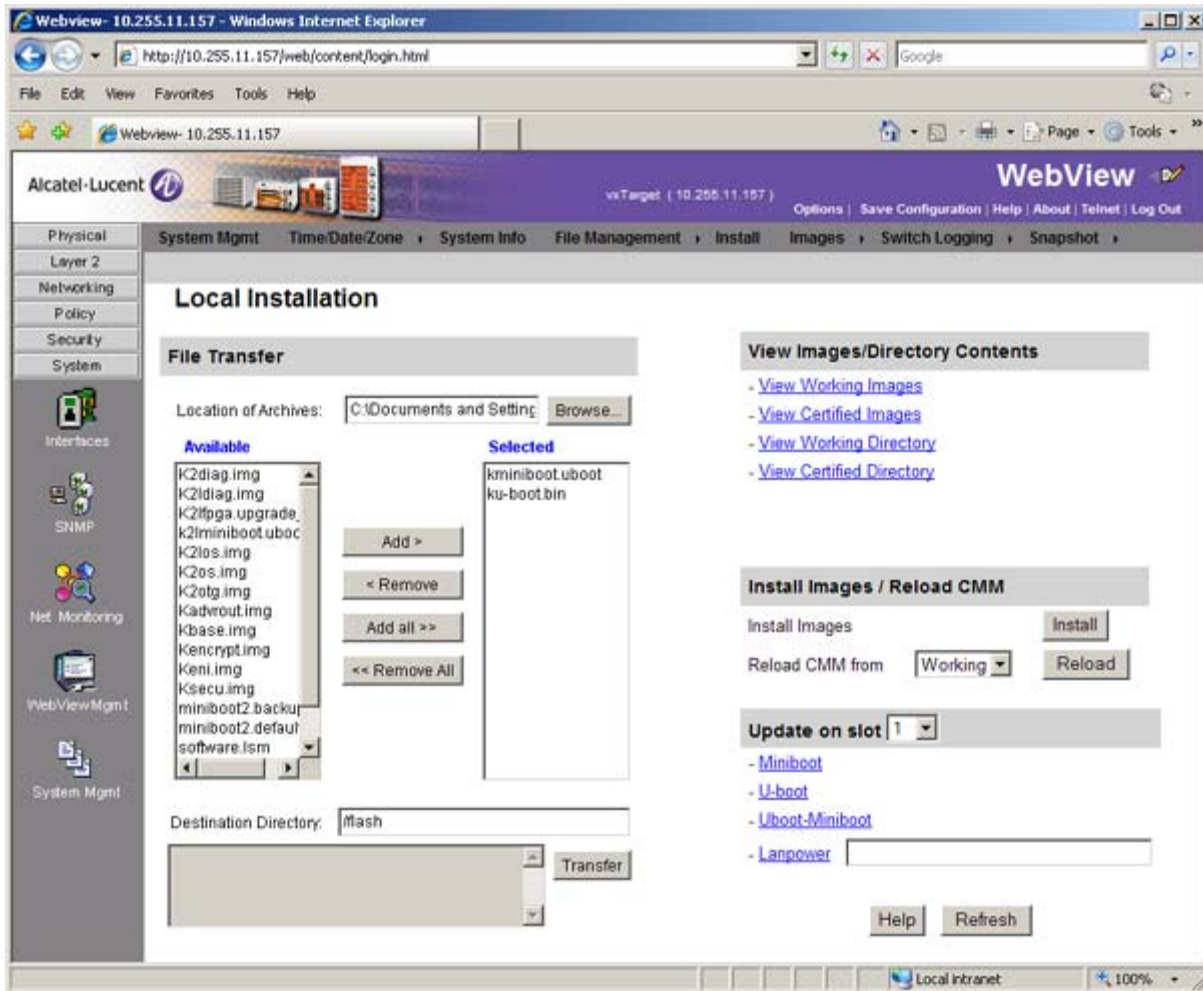 Webview- 10.255.11.157 - Windows Internet Explorer
http://10.255.11.157/web/content/login.html
Google
File Edit View Favorites Tools Help
Webview- 10.255.11.157
Page Tools
Alcatel-Lucent
vxTarget ( 10.255.11.157 )
WebView
Options | Save Configuration | Help | About | Telnet | Log Out
System Mgmt Time/Date/Zone System Info File Management Install Images Switch Logging Snapshot
Physical
Layer 2
Networking
Policy
Security
System
Interfaces
SNMP
Net Monitoring
WebViewMgmt
System Mgmt
Local Installation
File Transfer
Location of Archives: C:\Documents and Setting Browse...
Available
K2diag.img
K2ldiag.img
K2lfpga.upgrade_
k2lminiboot.uboc
K2los.img
K2os.img
K2otg.img
Kadvrout.img
Kbase.img
Kencrypt.img
Keni.img
Ksecu.img
miniboot2.backup
miniboot2.defaul
software.lsm
Add >
< Remove
Add all >>
<< Remove All
Selected
kminiboot.uboot
ku-boot.bin
Destination Directory: /flash
Transfer
View Images/Directory Contents
- View Working Images
- View Certified Images
- View Working Directory
- View Certified Directory
Install Images / Reload CMM
Install Images Install
Reload CMM from Working Reload
Update on slot 1
- Miniboot
- U-boot
- Uboot-Miniboot
- Lanpower
Help Refresh
Local intranet 100%